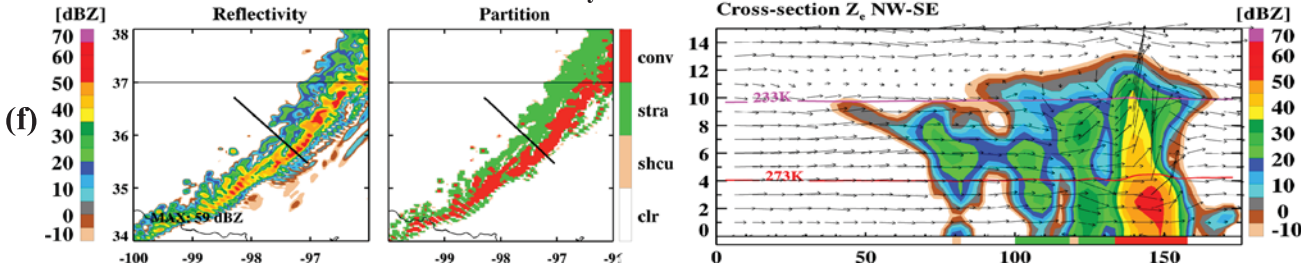 (f)
[dBZ] Reflectivity
70
60
50
40
30
20
10
0
-10
38
37
36
35
34
MAX: 59 dBZ
-100 -99 -98 -97
Partition
-99 -98 -97
conv
stra
shcu
clr
Cross-section Ze NW-SE
14
12
10
8
6
4
2
0
233K
273K
0 50 100 150
[dBZ]
70
60
50
40
30
20
10
0
-10